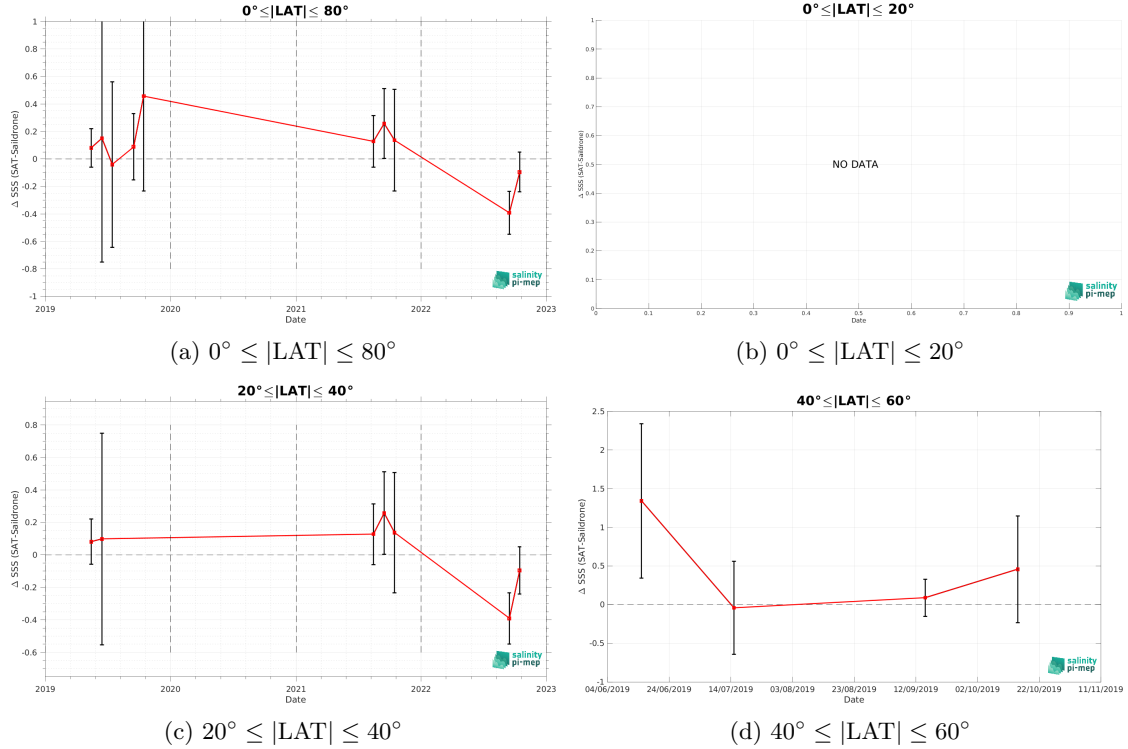 0°≤|LAT|≤ 80°
Δ SSS (SAT-Saildrone)
1
0.8
0.6
0.4
0.2
0
-0.2
-0.4
-0.6
-0.8
-1
2019
2020
2021
2022
2023
Date
salinity
pi-mep
(a) 0° ≤ |LAT| ≤ 80°
0°≤|LAT|≤ 20°
Δ SSS (SAT-Saildrone)
1
0.9
0.8
0.7
0.6
0.5
0.4
0.3
0.2
0.1
0
NO DATA
0
0.1
0.2
0.3
0.4
0.5
0.6
0.7
0.8
0.9
1
Date
salinity
pi-mep
(b) 0° ≤ |LAT| ≤ 20°
20°≤|LAT|≤ 40°
Δ SSS (SAT-Saildrone)
0.8
0.6
0.4
0.2
0
-0.2
-0.4
-0.6
2019
2020
2021
2022
2023
Date
salinity
pi-mep
(c) 20° ≤ |LAT| ≤ 40°
40°≤|LAT|≤ 60°
Δ SSS (SAT-Saildrone)
2.5
2
1.5
1
0.5
0
-0.5
-1
04/06/2019
24/06/2019
14/07/2019
03/08/2019
23/08/2019
12/09/2019
02/10/2019
22/10/2019
11/11/2019
Date
salinity
pi-mep
(d) 40° ≤ |LAT| ≤ 60°